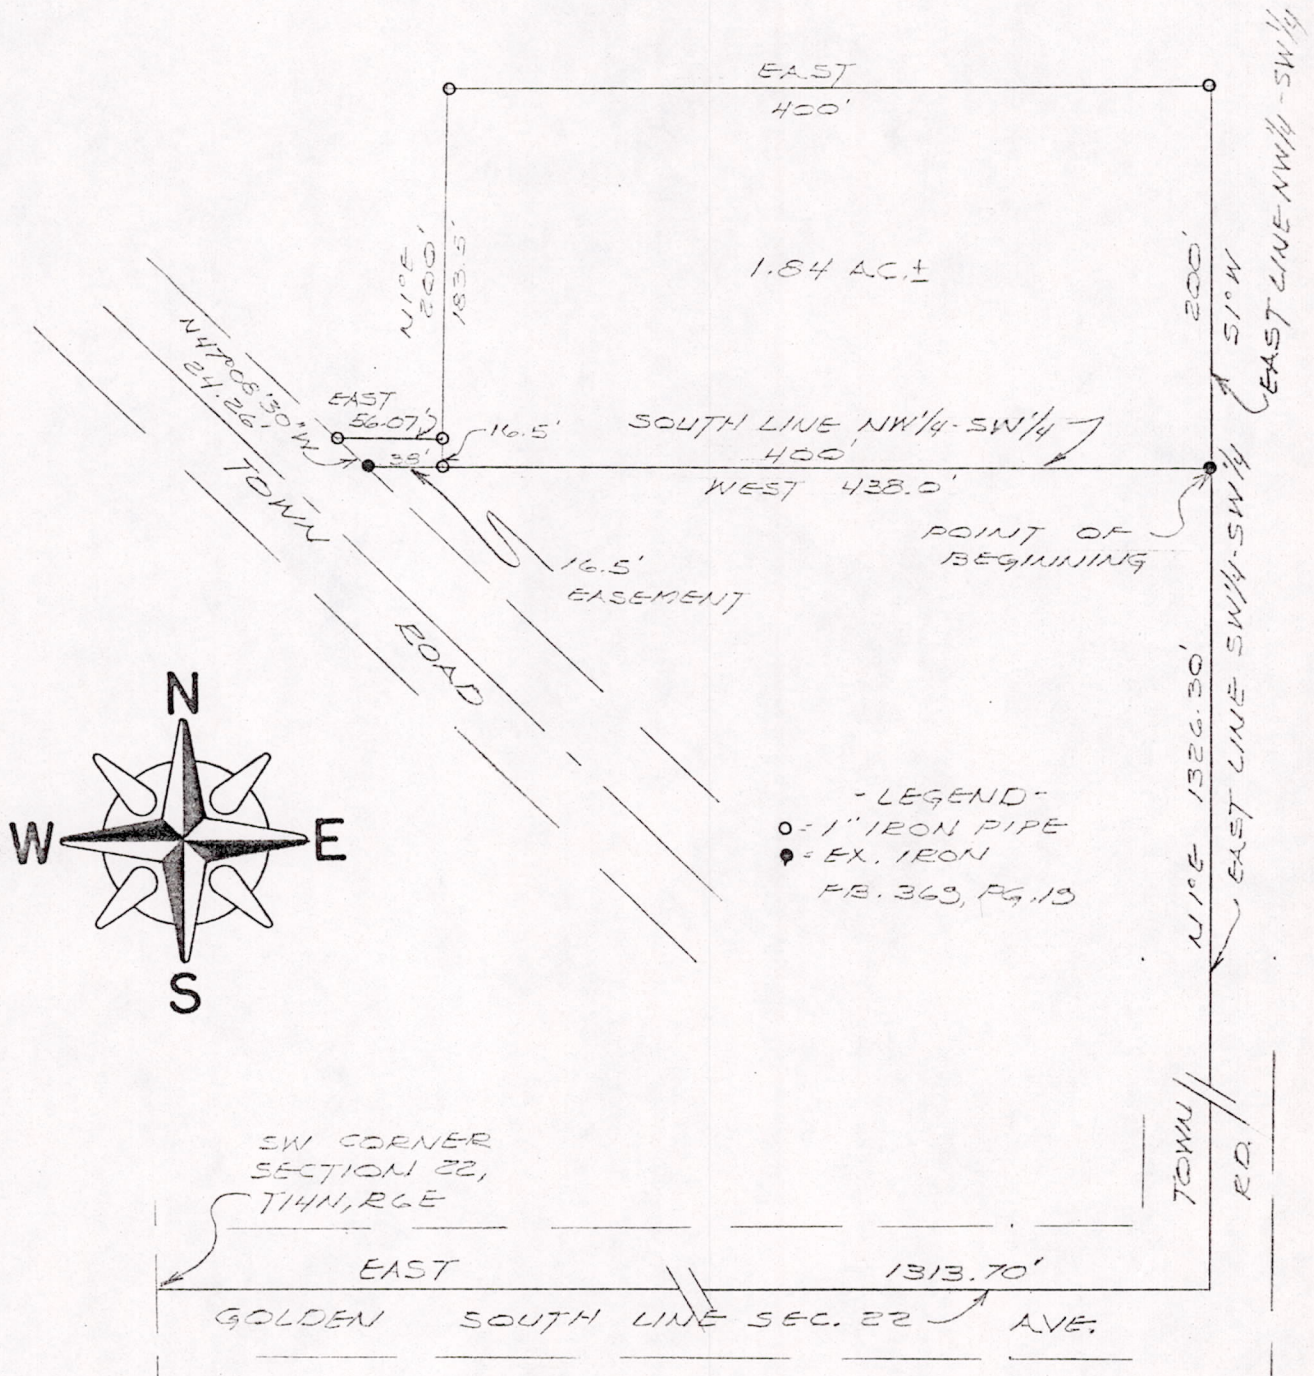 EAST
400'
EAST LINE NW¼-SW¼
N1°E
200'
183.5'
1.84 AC.±
200'
S1°W
N47°08'30"W
24.26'
EAST
56.07'
16.5'
38'
SOUTH LINE NW¼-SW¼
400'
WEST 438.0'
POINT OF
BEGINNING
16.5'
EASEMENT
TOWN
ROAD
N1°E 1326.30'
EAST LINE SW¼-SW¼
N
W E
S
-LEGEND-
= 1" IRON PIPE
= EX. IRON
FB. 369, PG. 19
SW CORNER
SECTION 22,
T14N, R6E
TOWN
RD.
EAST 1313.70'
GOLDEN SOUTH LINE SEC. 22 AVE.